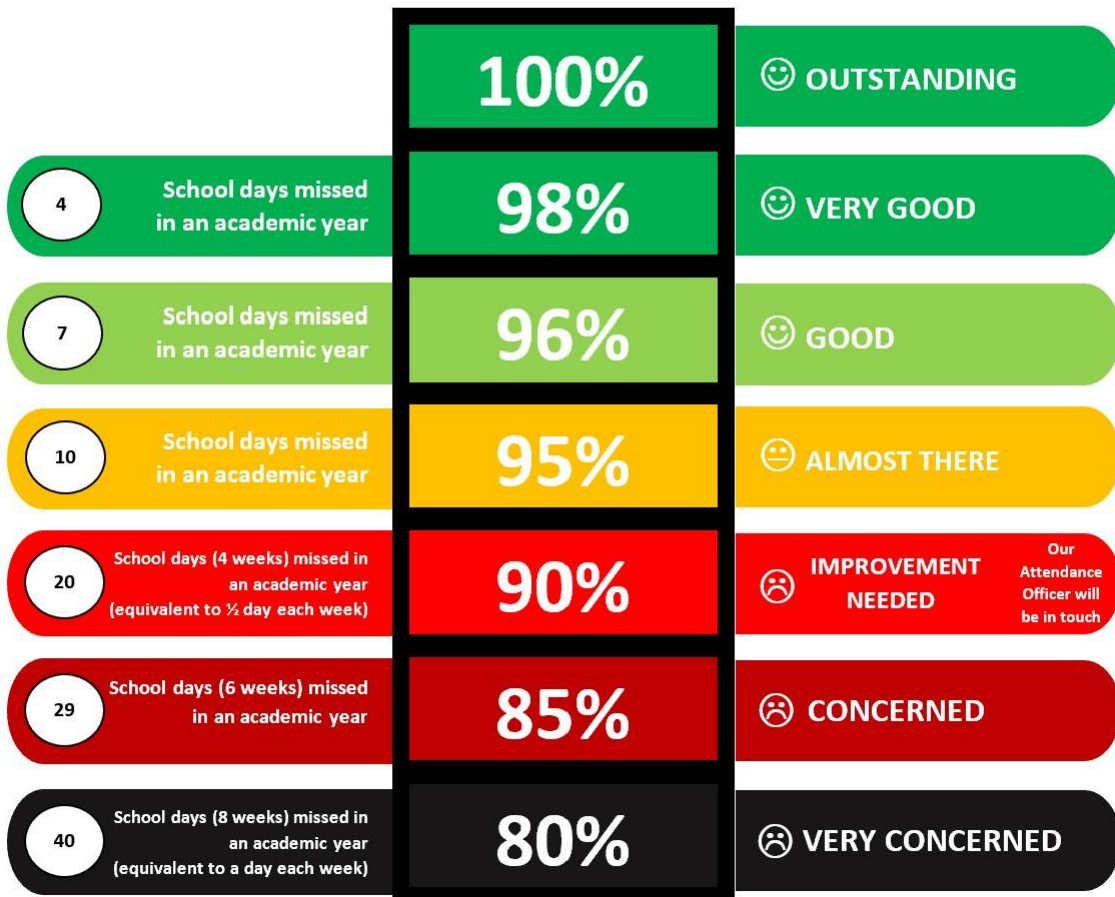 100%
OUTSTANDING
4
School days missed
in an academic year
98%
VERY GOOD
7
School days missed
in an academic year
96%
GOOD
10
School days missed
in an academic year
95%
ALMOST THERE
20
School days (4 weeks) missed in
an academic year
(equivalent to ½ day each week)
90%
IMPROVEMENT
NEEDED
Our
Attendance
Officer will
be in touch
29
School days (6 weeks) missed
in an academic year
85%
CONCERNED
40
School days (8 weeks) missed in
an academic year
(equivalent to a day each week)
80%
VERY CONCERNED